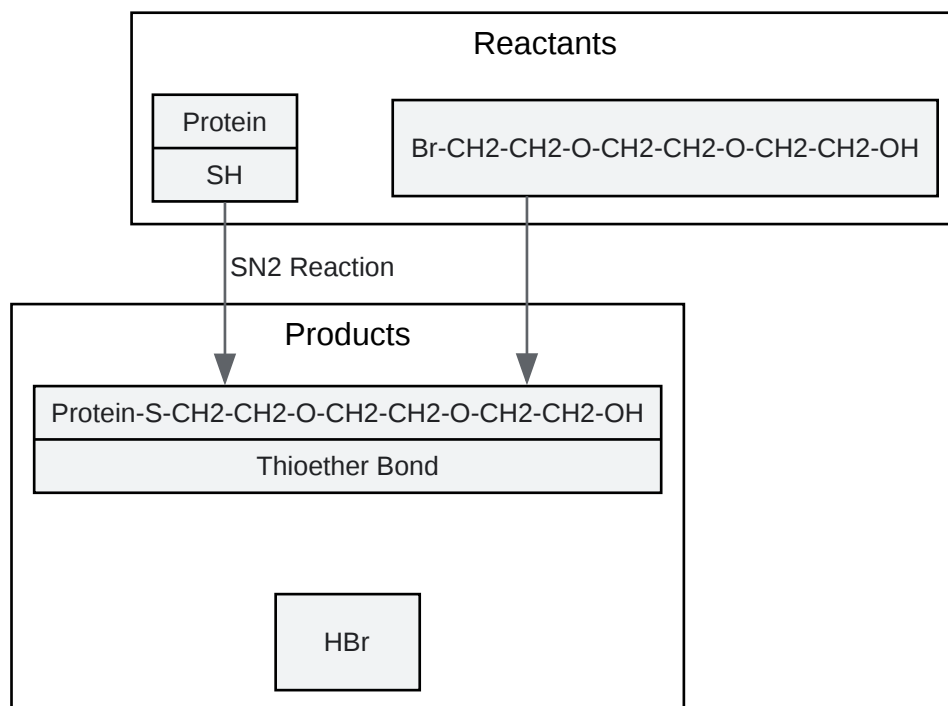 Reactants
Protein
SH
Br-CH2-CH2-O-CH2-CH2-O-CH2-CH2-OH
SN2 Reaction
Products
Protein-S-CH2-CH2-O-CH2-CH2-O-CH2-CH2-OH
Thioether Bond
HBr